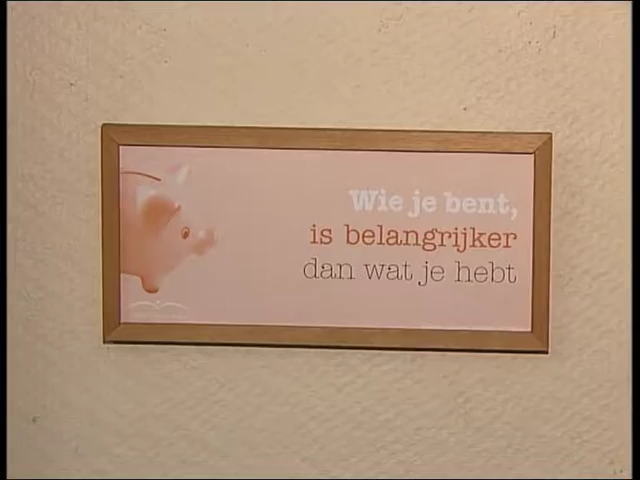 Wie je bent,
is belangrijker
dan wat je hebt